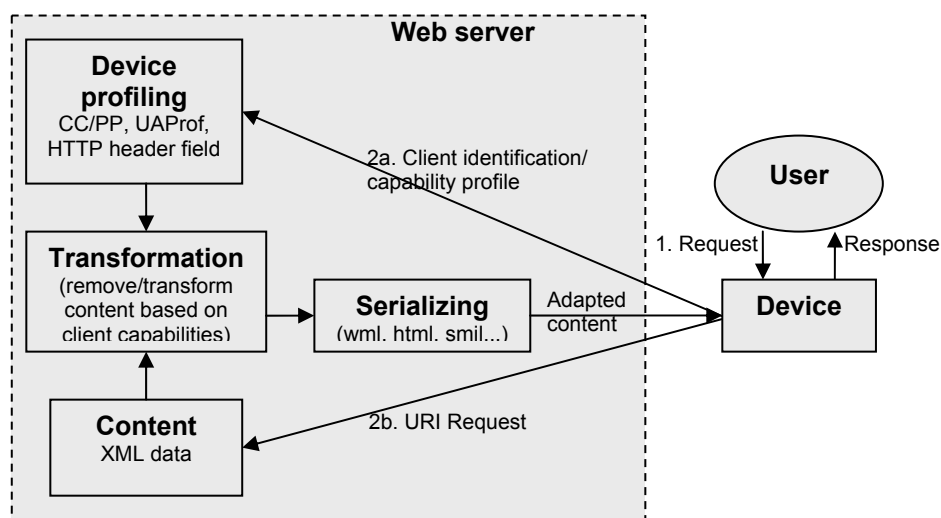 Web server
Device
profiling
CC/PP, UAProf,
HTTP header field
2a. Client identification/
capability profile
User
1. Request
Response
Transformation
(remove/transform
content based on
client capabilities)
Serializing
(wml. html. smil...)
Adapted
content
Device
Content
XML data
2b. URI Request